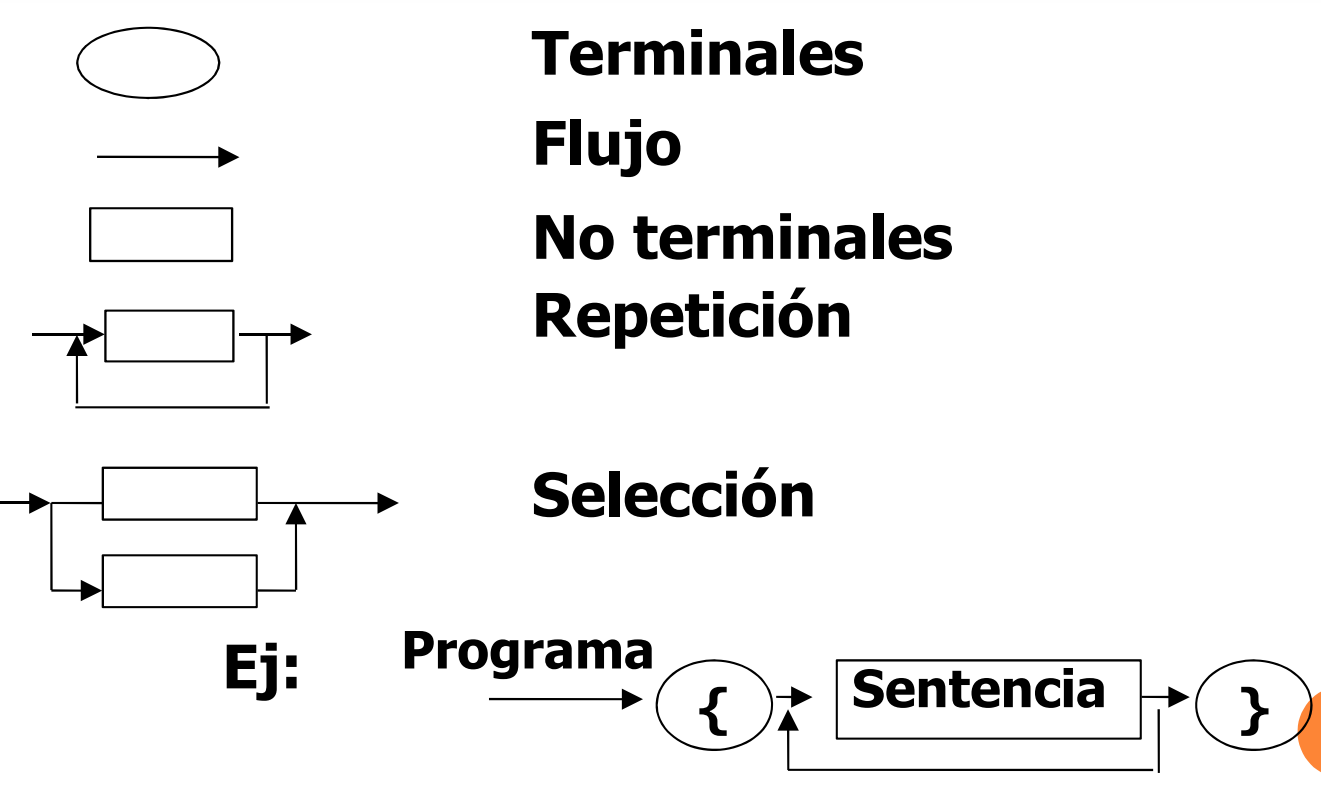 Terminales
Flujo
No terminales
Repetición
Selección
Ej:
Programa
{
Sentencia
}